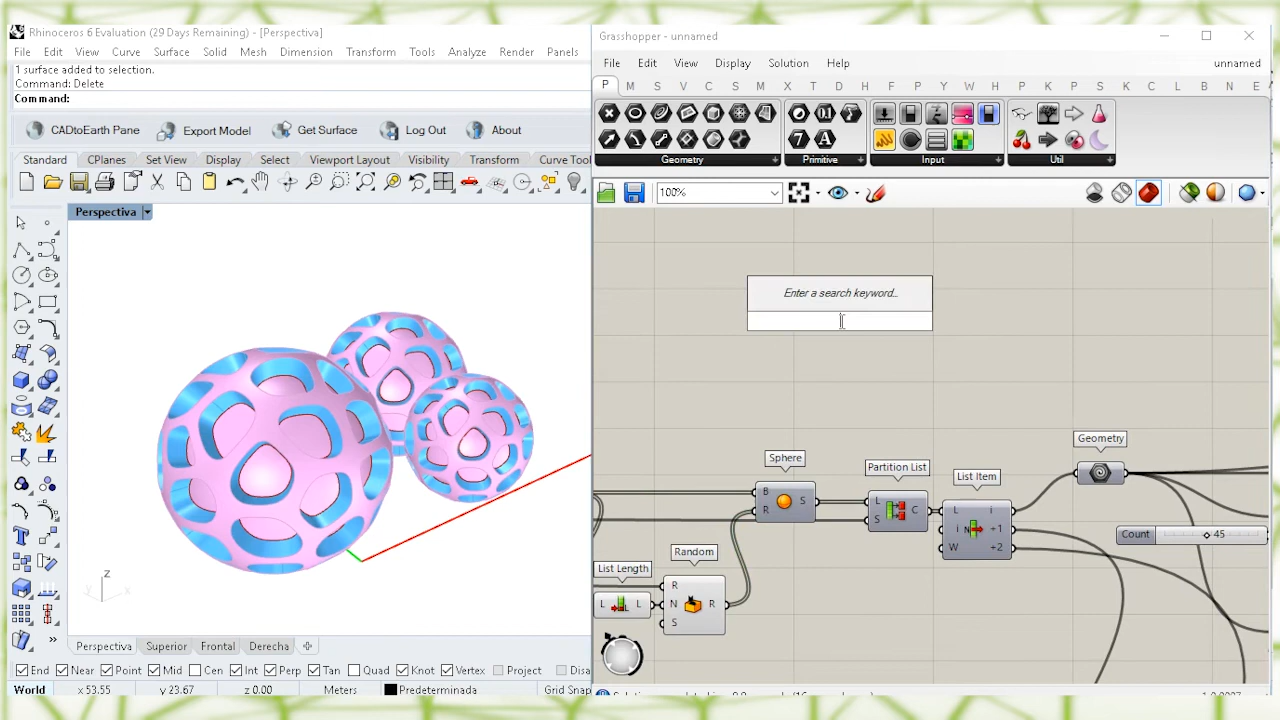 Rhinoceros 6 Evaluation (29 Days Remaining) - [Perspectiva]
File Edit View Curve Surface Solid Mesh Dimension Transform Tools Analyze Render Panels
1 surface added to selection.
Command: Delete
Command:
CADtoEarth Pane Export Model Get Surface Log Out About
Standard CPlanes Set View Display Select Viewport Layout Visibility Transform Curve Tool
Perspectiva
z
x
Perspectiva Superior Frontal Derecha
End Near Point Mid Cen Int Perp Tan Quad Knot Vertex Project Disa
World x 53.55 y 23.67 z 0.00 Meters Predeterminada Grid Snap
Grasshopper - unnamed
File Edit View Display Solution Help unnamed
P M S V C S M X T D H F P Y W H P K P S K C L B N E
Geometry Primitive Input Util
100%
Enter a search keyword...
Geometry
Sphere
Partition List
List Item
B R S
L S C
L i W i +1 +2
Count 45
Random
List Length
R N S R
L L